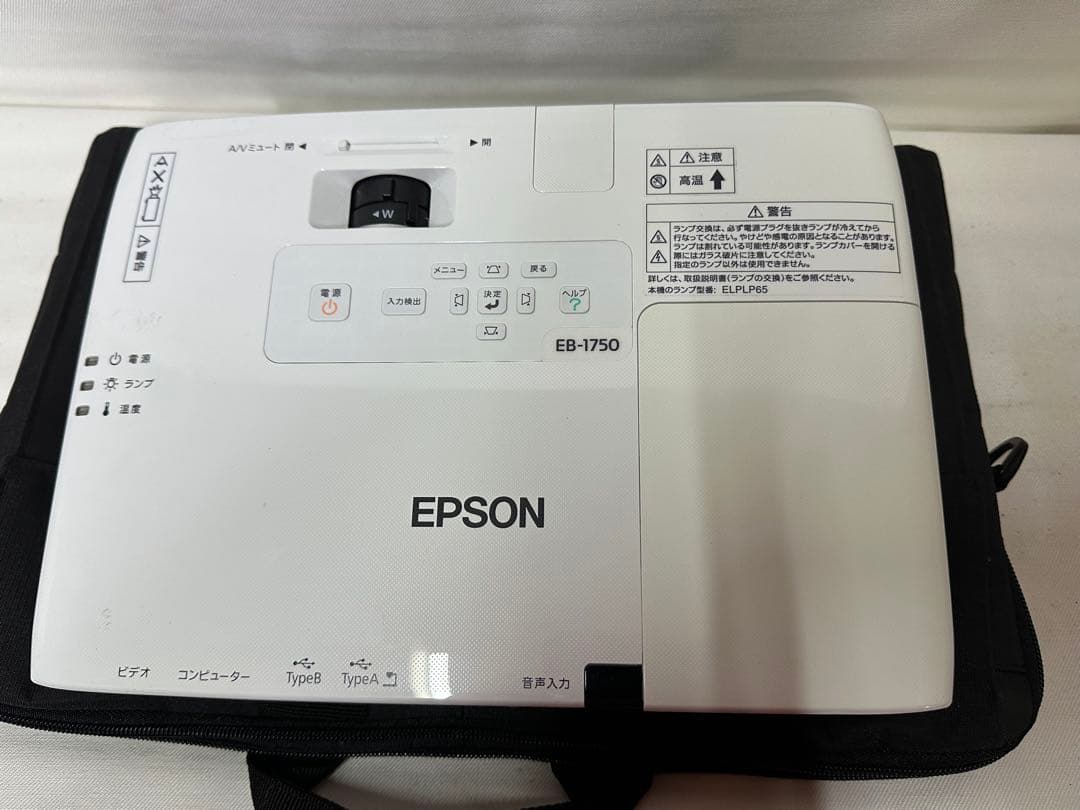 A/Vミュート 閉 ◀ ▶ 開
警告
注意
高温
警告
ランプ交換は、必ず電源プラグを抜きランプが冷えてから
行なってください。やけどや感電の原因となることがあります。
ランプは割れている可能性があります。ランプカバーを開ける
際にはガラス破片に注意してください。
指定のランプ以外は使用できません。
詳しくは、取扱説明書(ランプの交換)をご参照ください。
本機のランプ型番: ELPLP65
◀W
メニュー
戻る
電源
入力検出
決定
ヘルプ
?
EB-1750
電源
ランプ
温度
EPSON
ビデオ
コンピューター
TypeB
TypeA
音声入力